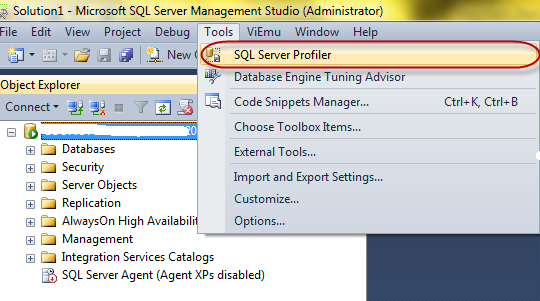 Solution1 - Microsoft SQL Server Management Studio (Administrator)
File Edit View Project Debug Tools ViEmu Window Help
New
SQL Server Profiler
Database Engine Tuning Advisor
Code Snippets Manager... Ctrl+K, Ctrl+B
Choose Toolbox Items...
External Tools...
Import and Export Settings...
Customize...
Options...
Object Explorer
Connect
Databases
Security
Server Objects
Replication
AlwaysOn High Availabili
Management
Integration Services Catalogs
SQL Server Agent (Agent XPs disabled)